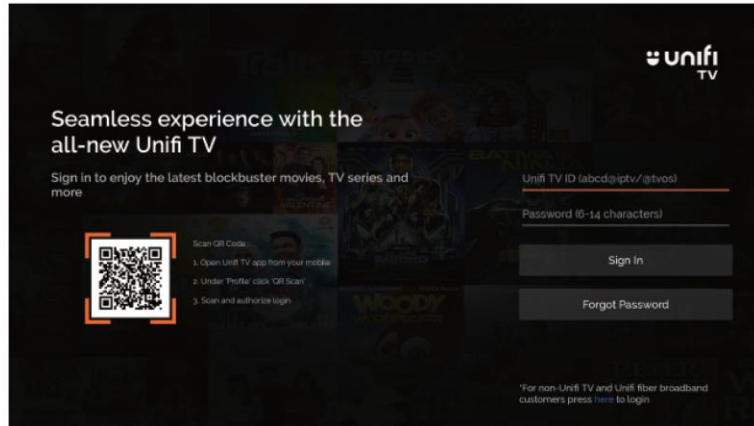 unifi
TV
Seamless experience with the
all-new Unifi TV
Sign in to enjoy the latest blockbuster movies, TV series and
more
Scan QR Code :
1. Open Unifi TV app from your mobile
2. Under 'Profile' click 'QR Scan'
3. Scan and authorize login
Unifi TV ID (abcd@iptv/@tvos)
Password (6-14 characters)
Sign In
Forgot Password
*For non-Unifi TV and Unifi fiber broadband
customers press here to login
WOODY
VALENTINE